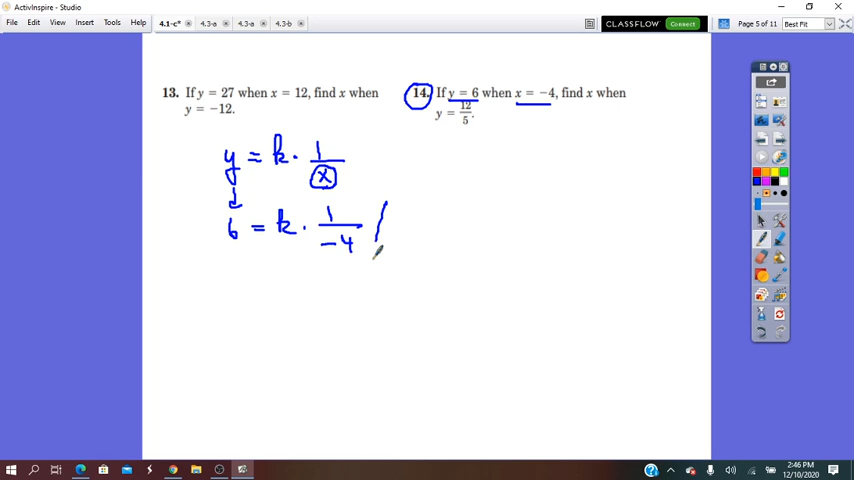 ActivInspire - Studio
File Edit View Insert Tools Help
4.1-c* 4.3-a 4.3-a 4.3-b
CLASSFLOW Connect
Page 5 of 11 Best Fit
13. If y = 27 when x = 12, find x when
y = −12.
14. If y = 6 when x = −4, find x when
y = 12/5.
y = k · 1/x
6 = k · 1/-4 /
2:46 PM
12/10/2020